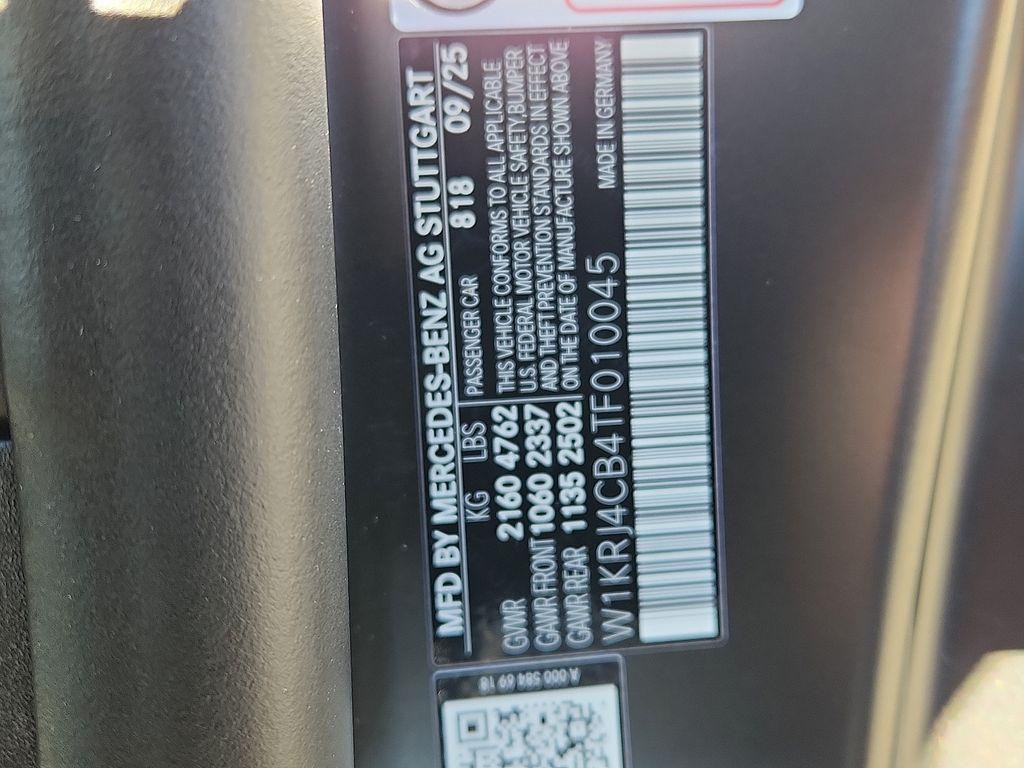 MFD BY MERCEDES-BENZ AG STUTTGART
KG LBS PASSENGER CAR 818 09/25
GVWR 2160 4762
GAWR FRONT 1060 2337
GAWR REAR 1135 2502
THIS VEHICLE CONFORMS TO ALL APPLICABLE
U.S. FEDERAL MOTOR VEHICLE SAFETY,BUMPER
AND THEFT PREVENTION STANDARDS IN EFFECT
ON THE DATE OF MANUFACTURE SHOWN ABOVE
W1KRJ4CB4TF010045 MADE IN GERMANY
A 000 584 69 18